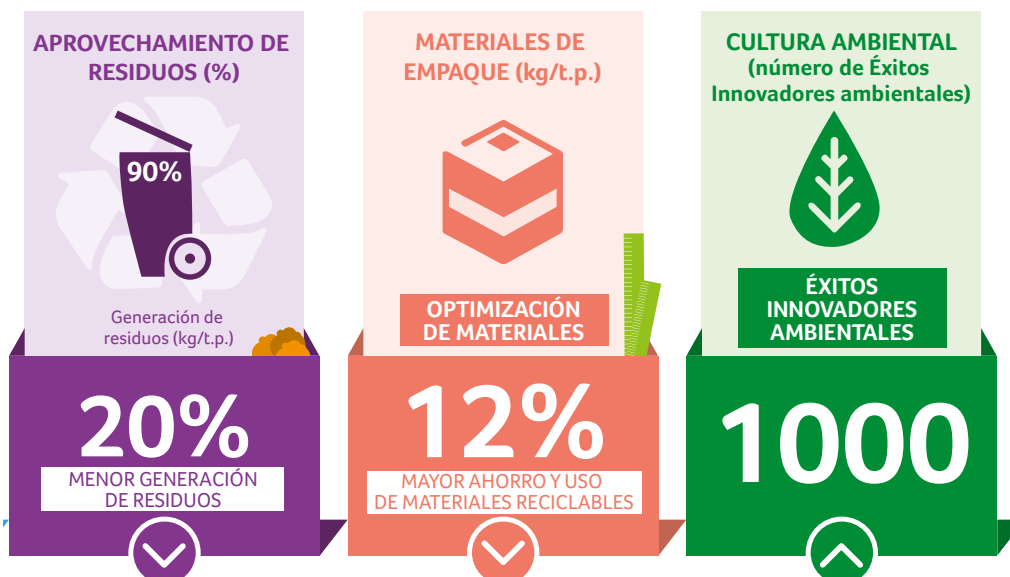 APROVECHAMIENTO DE
RESIDUOS (%)
90%
Generación de
residuos (kg/t.p.)
20%
MENOR GENERACIÓN
DE RESIDUOS
MATERIALES DE
EMPAQUE (kg/t.p.)
OPTIMIZACIÓN
DE MATERIALES
12%
MAYOR AHORRO Y USO
DE MATERIALES RECICLABLES
CULTURA AMBIENTAL
(número de Éxitos
Innovadores ambientales)
ÉXITOS
INNOVADORES
AMBIENTALES
1000